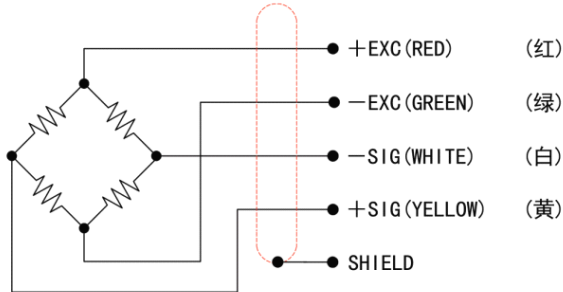 +EXC(RED) (红)
-EXC(GREEN) (绿)
-SIG(WHITE) (白)
+SIG(YELLOW) (黄)
SHIELD